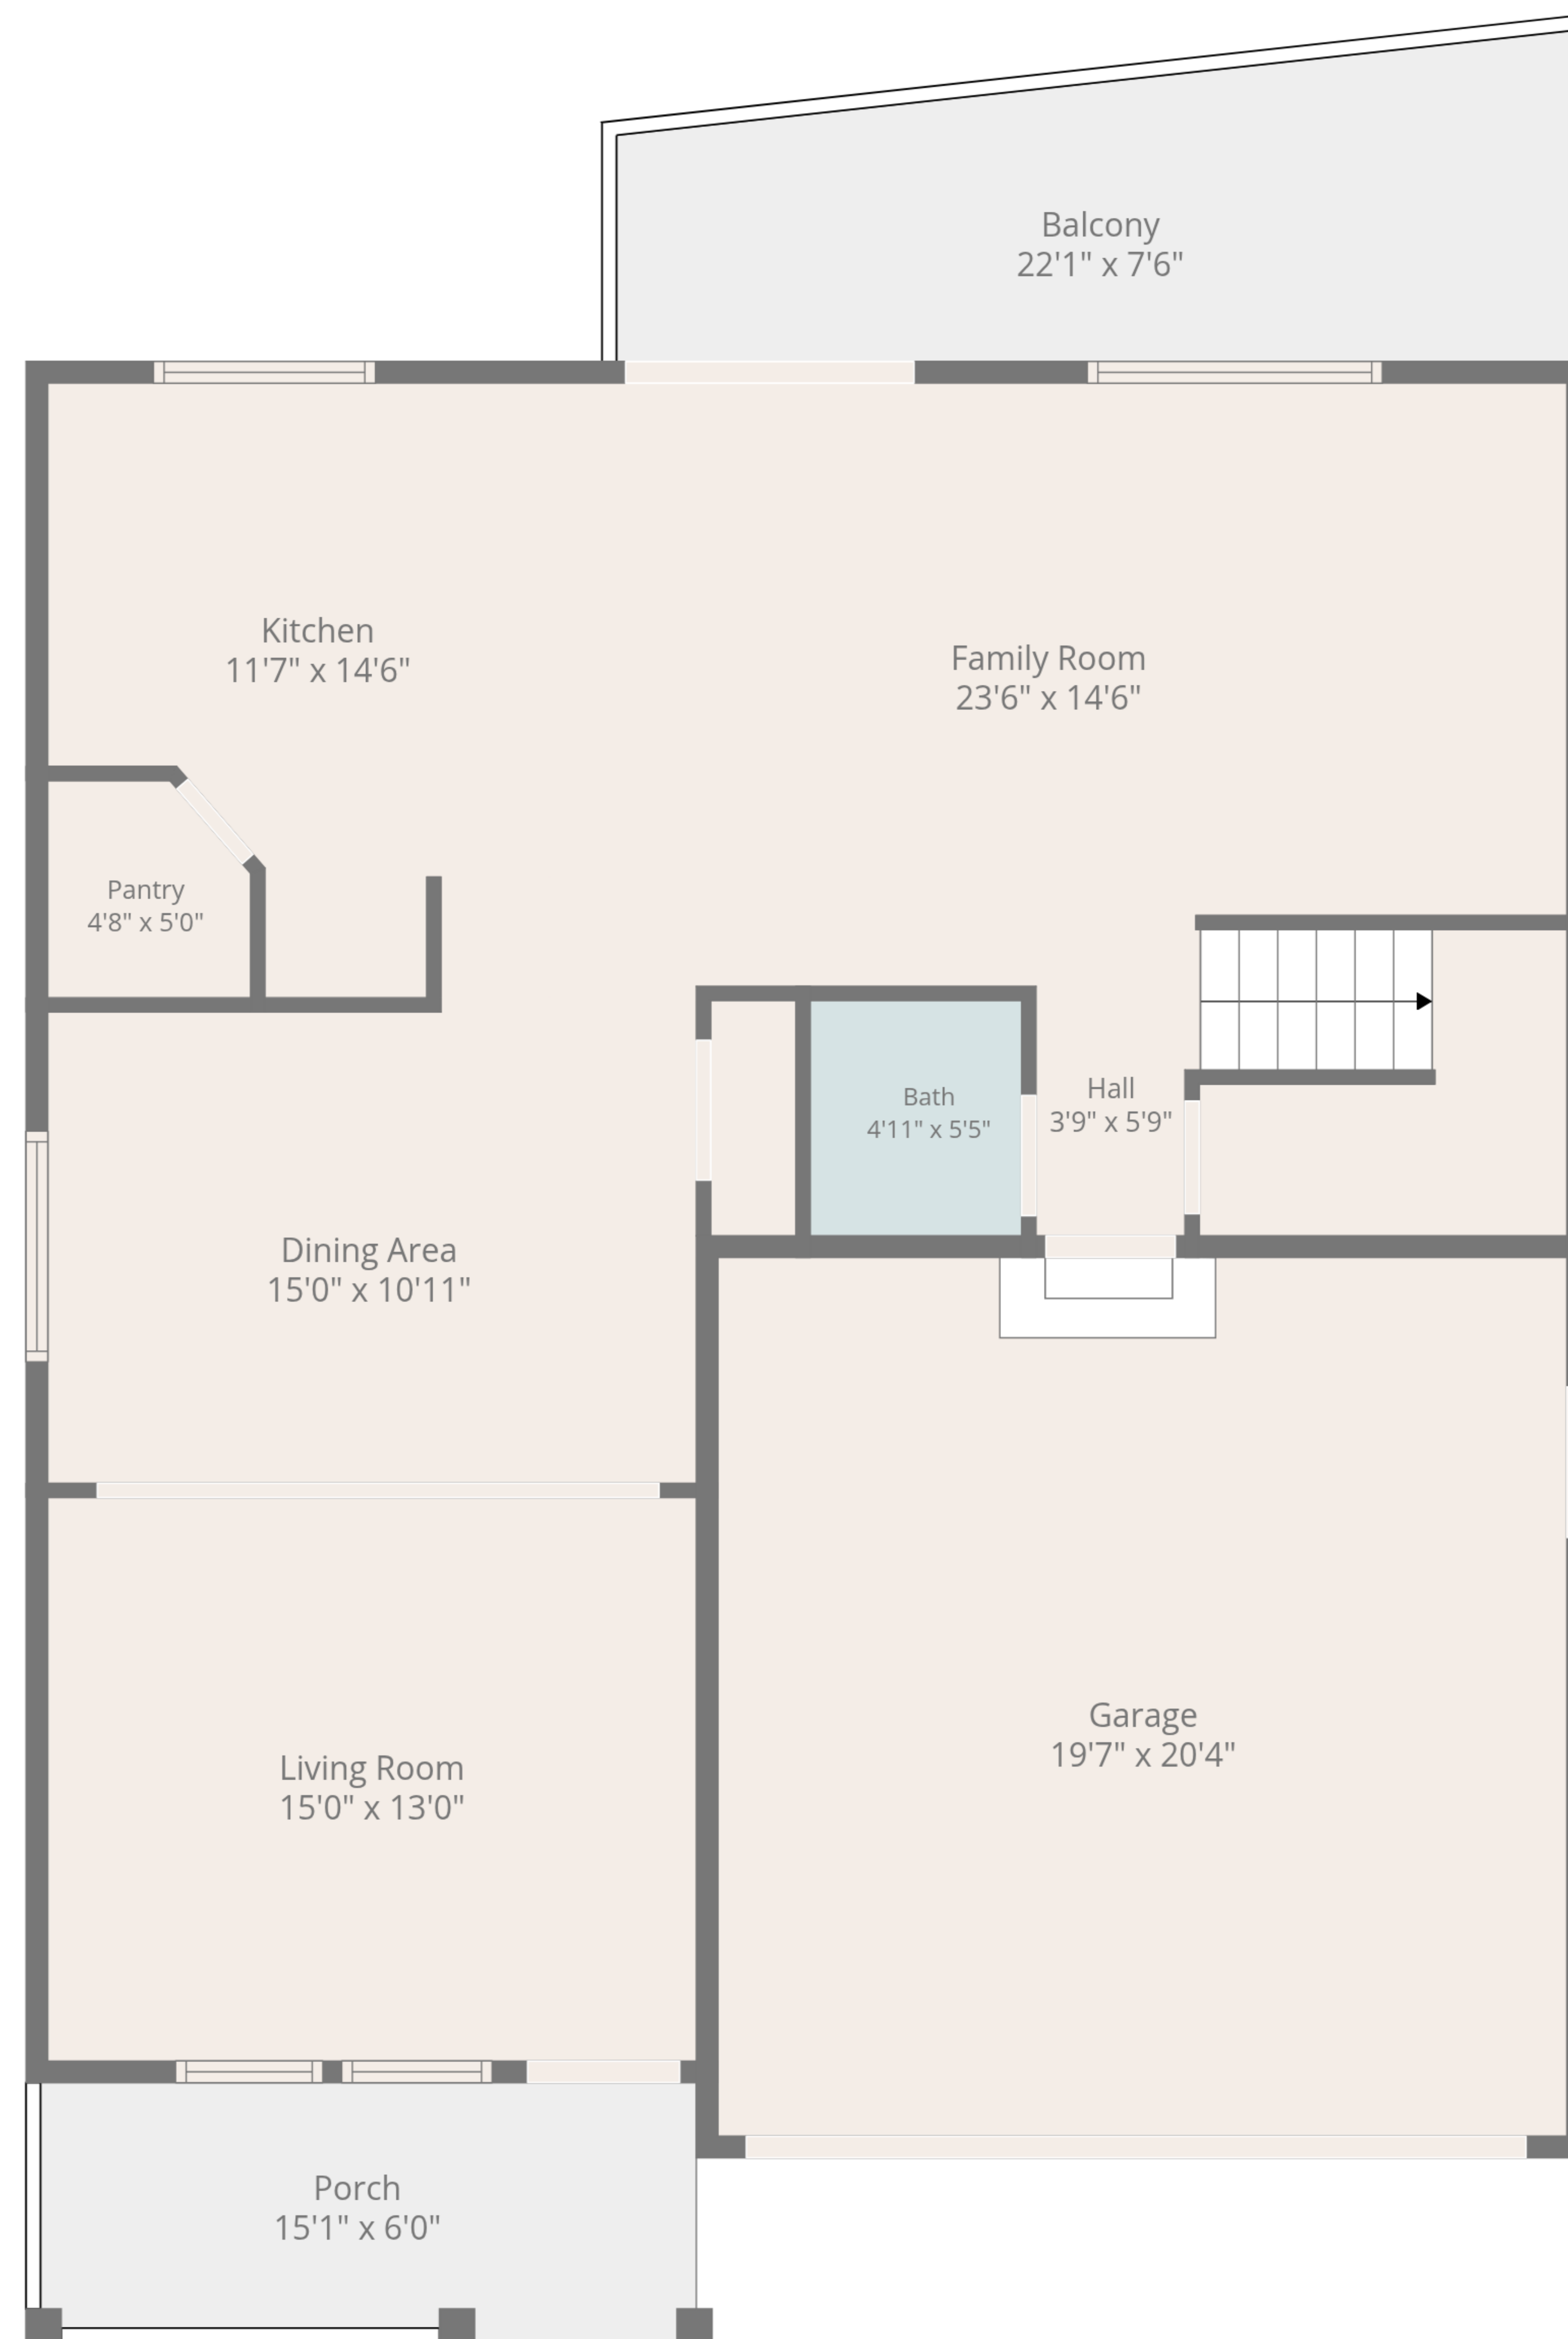 Balcony
22'1" x 7'6"
Kitchen
11'7" x 14'6"
Family Room
23'6" x 14'6"
Pantry
4'8" x 5'0"
Bath
4'11" x 5'5"
Hall
3'9" x 5'9"
Dining Area
15'0" x 10'11"
Living Room
15'0" x 13'0"
Garage
19'7" x 20'4"
Porch
15'1" x 6'0"